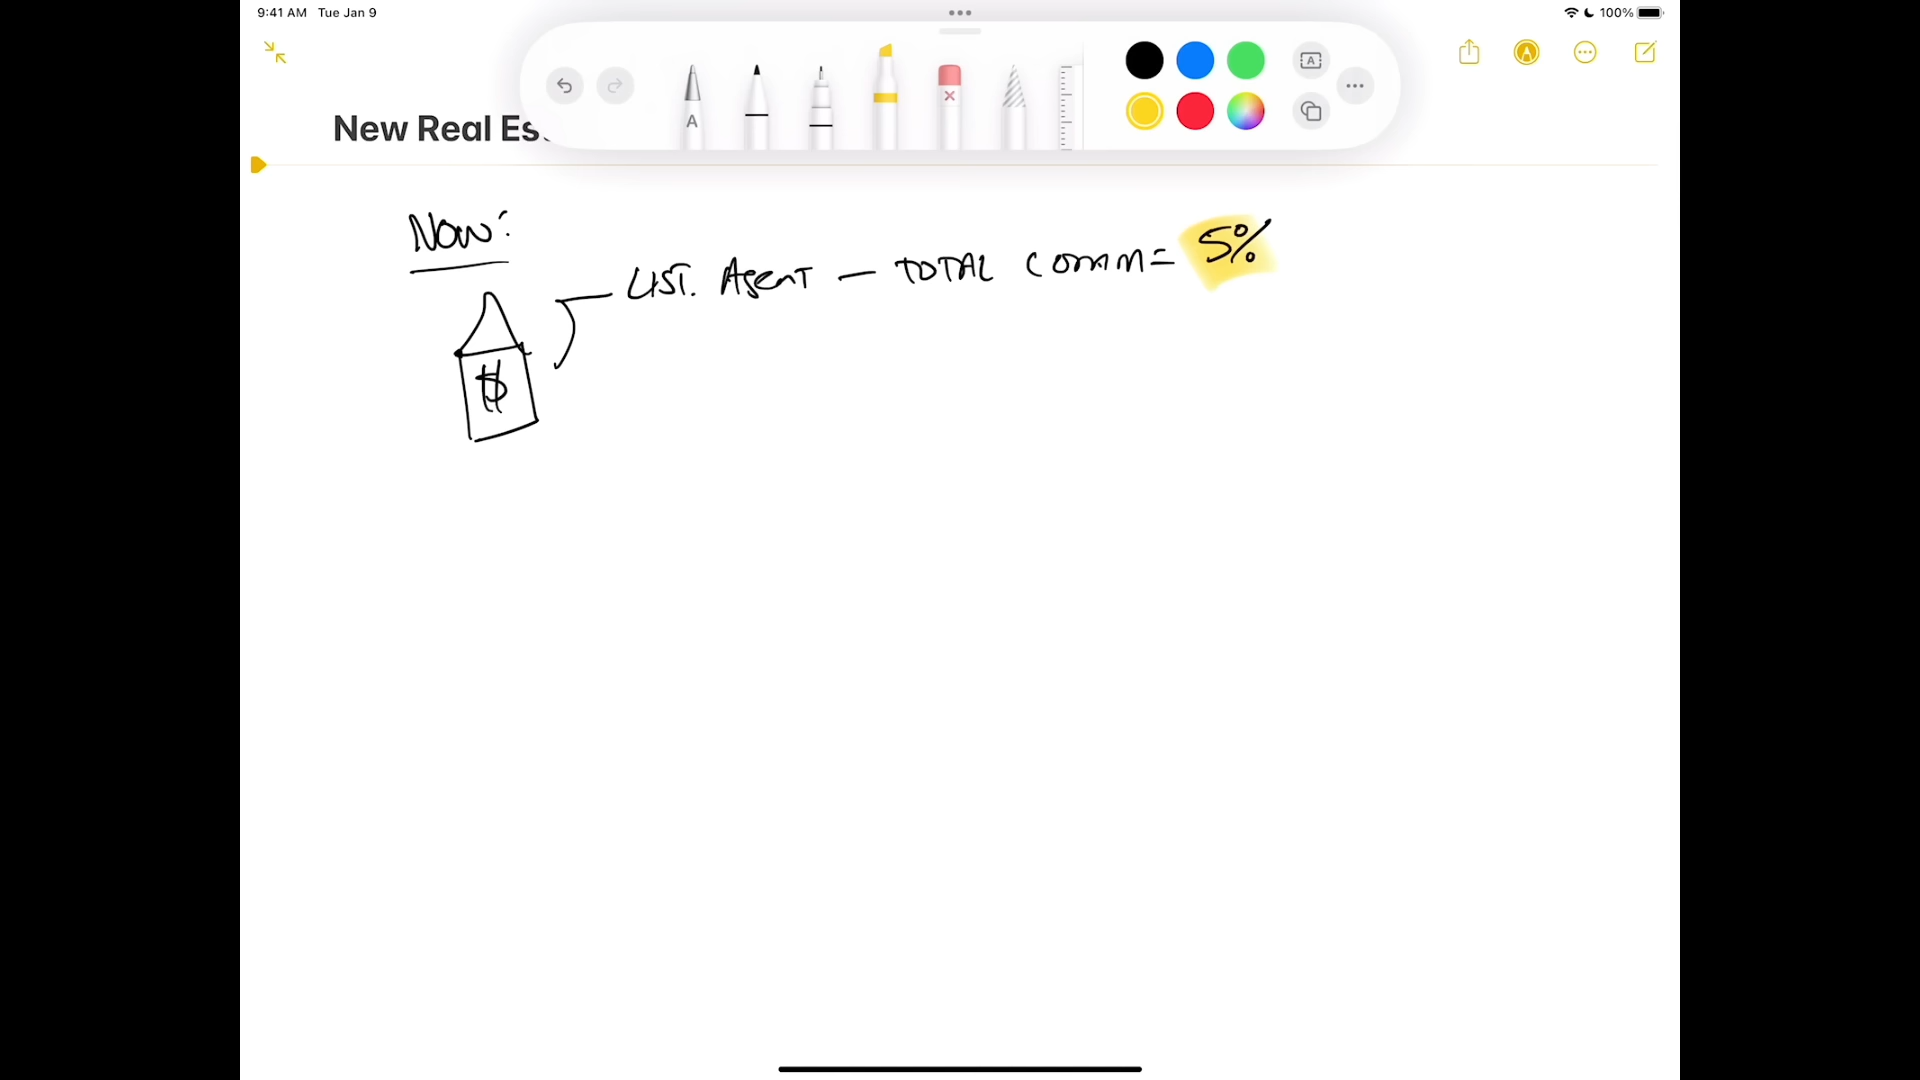 9:41 AM Tue Jan 9
100%
New Real Es
A
A
Now:
LIST. Agent — TOTAL Comm = 5%
$